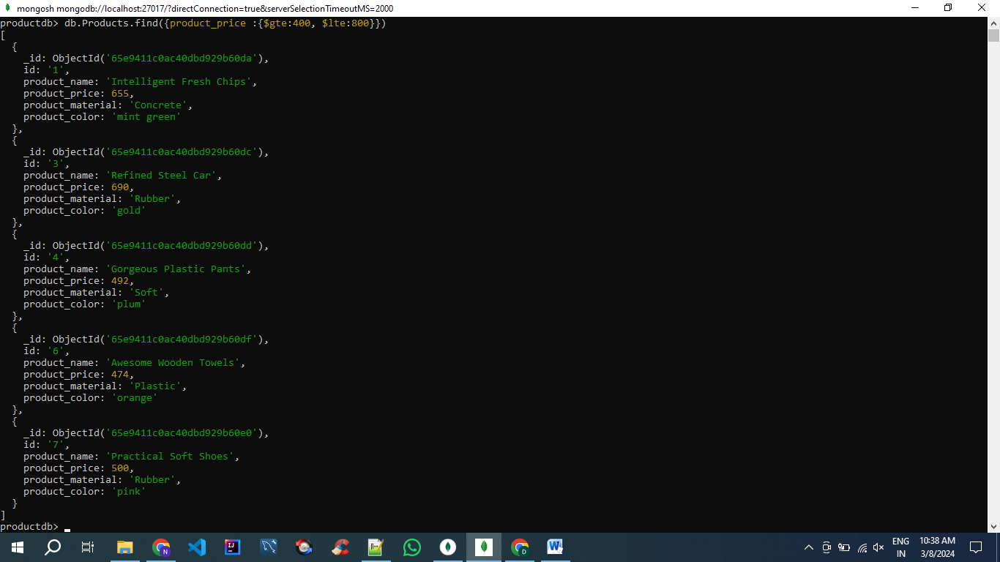 mongosh mongodb://localhost:27017/?directConnection=true&serverSelectionTimeoutMS=2000
productdb> db.Products.find({product_price :{$gte:400, $lte:800}})
[
  {
    _id: ObjectId('65e9411c0ac40dbd929b60da'),
    id: '1',
    product_name: 'Intelligent Fresh Chips',
    product_price: 655,
    product_material: 'Concrete',
    product_color: 'mint green'
  },
  {
    _id: ObjectId('65e9411c0ac40dbd929b60dc'),
    id: '3',
    product_name: 'Refined Steel Car',
    product_price: 690,
    product_material: 'Rubber',
    product_color: 'gold'
  },
  {
    _id: ObjectId('65e9411c0ac40dbd929b60dd'),
    id: '4',
    product_name: 'Gorgeous Plastic Pants',
    product_price: 492,
    product_material: 'Soft',
    product_color: 'plum'
  },
  {
    _id: ObjectId('65e9411c0ac40dbd929b60df'),
    id: '6',
    product_name: 'Awesome Wooden Towels',
    product_price: 474,
    product_material: 'Plastic',
    product_color: 'orange'
  },
  {
    _id: ObjectId('65e9411c0ac40dbd929b60e0'),
    id: '7',
    product_name: 'Practical Soft Shoes',
    product_price: 500,
    product_material: 'Rubber',
    product_color: 'pink'
  }
]
productdb>
ENG 10:38 AM
IN 3/8/2024